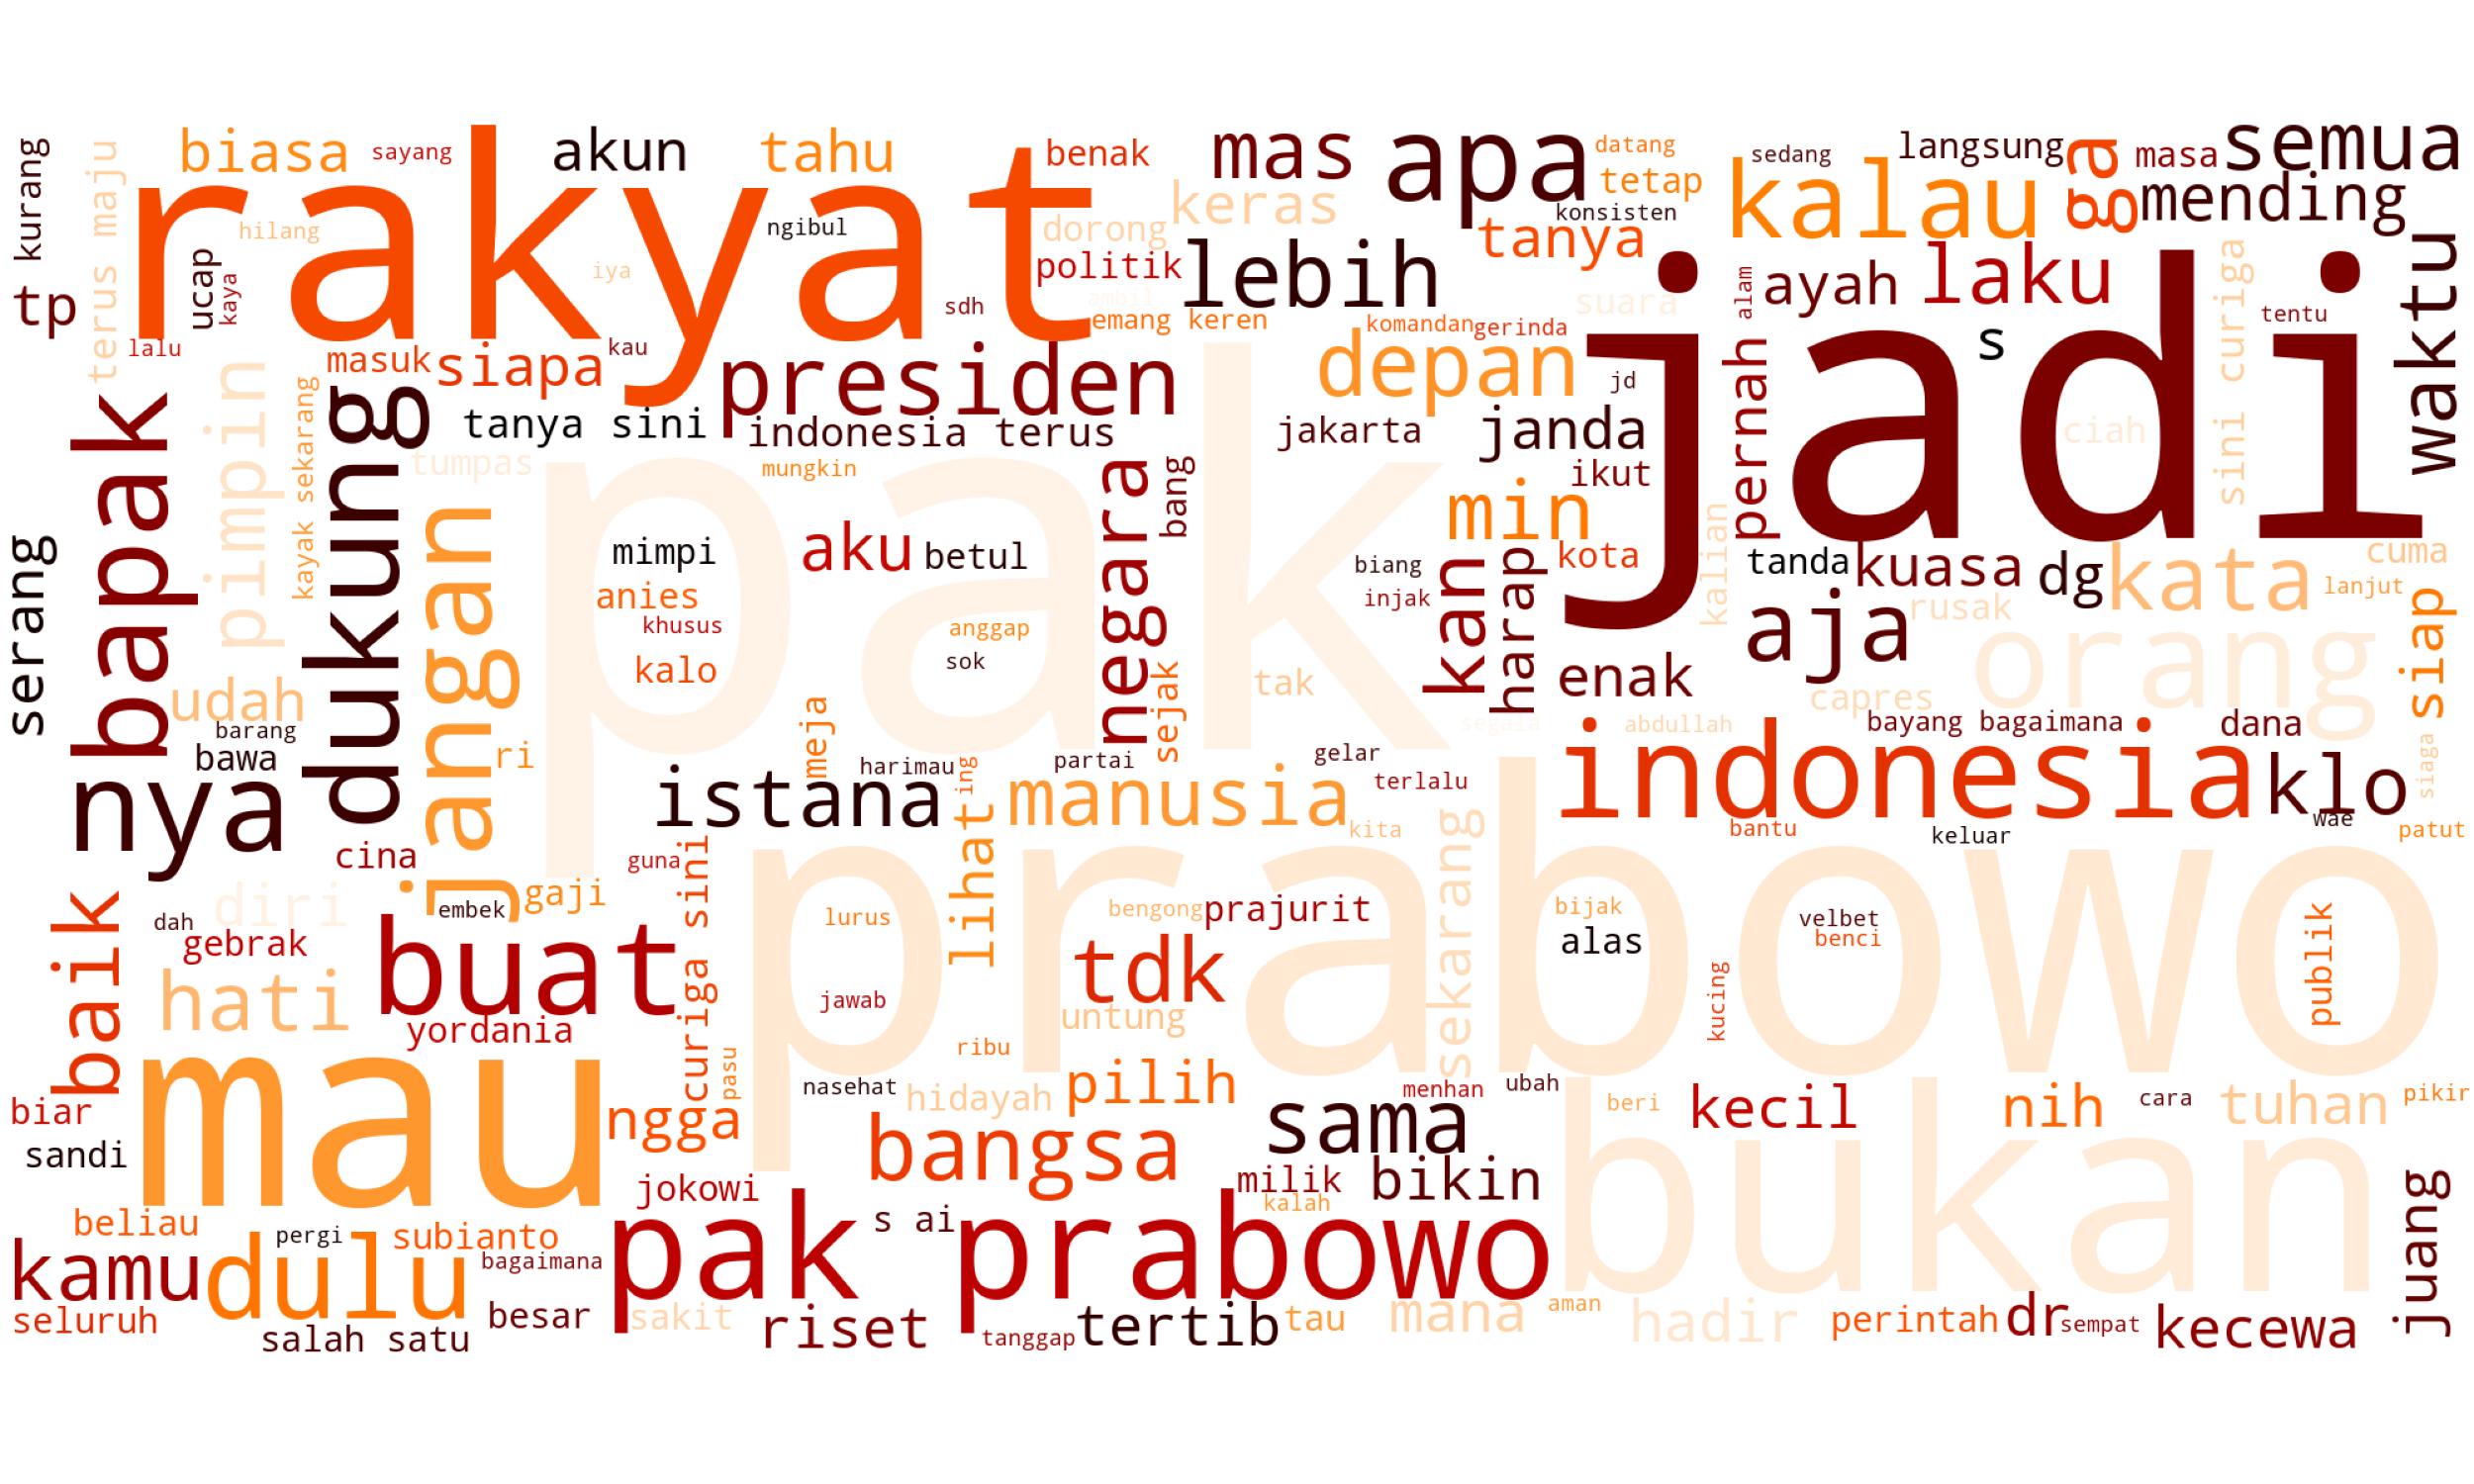 kurang
terus maju
biasa
sayang
akun
tahu
benak
mas
apa
datang
tetap
sedang
langsung
ga
masa
semua
mending
rakyat
hilang
ngibul
iya
dorong
keras
konsisten
tanya
kalau
tp
ucap
kaya
sdh
politik
lebih
suara
alam
ayah
laku
sini curiga
tentu
waktu
lalu
masuk
siapa
kau
presiden
emang keren
komandan
gerinda
depan
jd
jadi
s
ciah
bapak
pimpin
kayak sekarang
dukung
tanya sini
indonesia terus
jakarta
janda
pernah
tumpas
mungkin
negara
bang
ikut
min
kalian
jangan
pak
mimpi
aku
betul
biang
injak
kan
harap
kota
tanda
kuasa
dg
kata
cuma
lanjut
serang
anies
khusus
anggap
sok
kalo
aja
rusak
orang
siap
udah
barang
bawa
ri
meja
sejak
tak
enak
capres
segala
abdullah
bayang bagaimana
dana
nya
istana
harimau
ing
partai
gelar
terlalu
manusia
kita
indonesia
klo
wae
siaga
patut
bantu
keluar
cina
guna
curiga sini
lihat
sekarang
prabowo
baik
diri
dah
gebrak
embek
gaji
lurus
bengong
prajurit
bijak
alas
velbet
benci
publik
hati
buat
yordania
jawab
tdk
untung
kucing
mau
pasu
ribu
nasehat
hidayah
pilih
menhan
ubah
beri
kecil
nih
cara
tuhan
pikir
biar
sandi
ngga
bangsa
sama
bukan
jokowi
milik
kalah
bikin
juang
beliau
pergi
subianto
bagaimana
s ai
kamu
dulu
pak prabowo
seluruh
salah satu
besar
sakit
riset
tanggap
tertib
tau
mana
aman
hadir
perintah
dr
sempat
kecewa